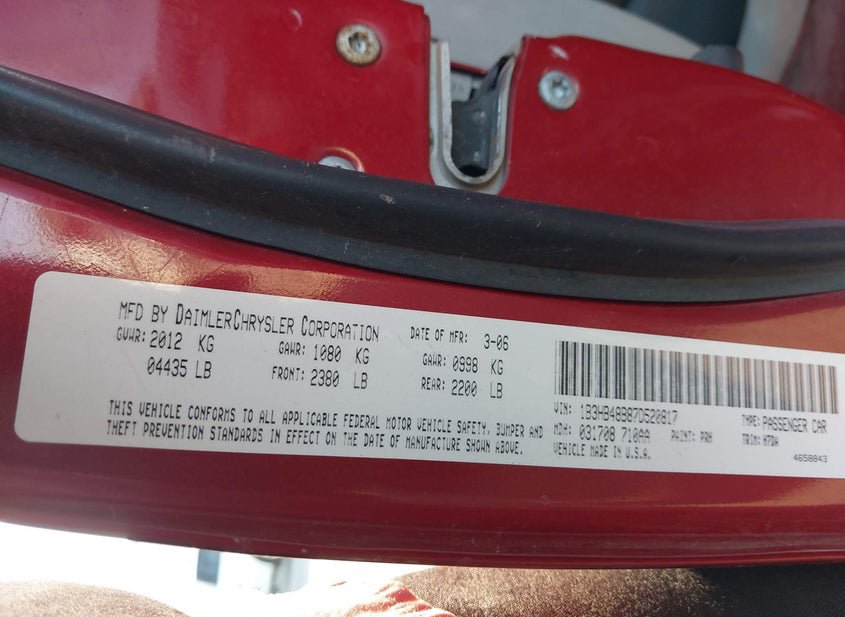 MFD BY DAIMLERCHRYSLER CORPORATION DATE OF MFR: 3-06
GVWR: 2012 KG GAWR: 1080 KG GAWR: 0998 KG
04435 LB FRONT: 2380 LB REAR: 2200 LB
THIS VEHICLE CONFORMS TO ALL APPLICABLE FEDERAL MOTOR VEHICLE SAFETY, BUMPER AND
THEFT PREVENTION STANDARDS IN EFFECT ON THE DATE OF MANUFACTURE SHOWN ABOVE.
VIN: 1B3HB48B87D520817 TYPE: PASSENGER CAR
MDH: 031708 710AA PAINT: PRH TRIM: H7DA
VEHICLE MADE IN U.S.A. 4658843